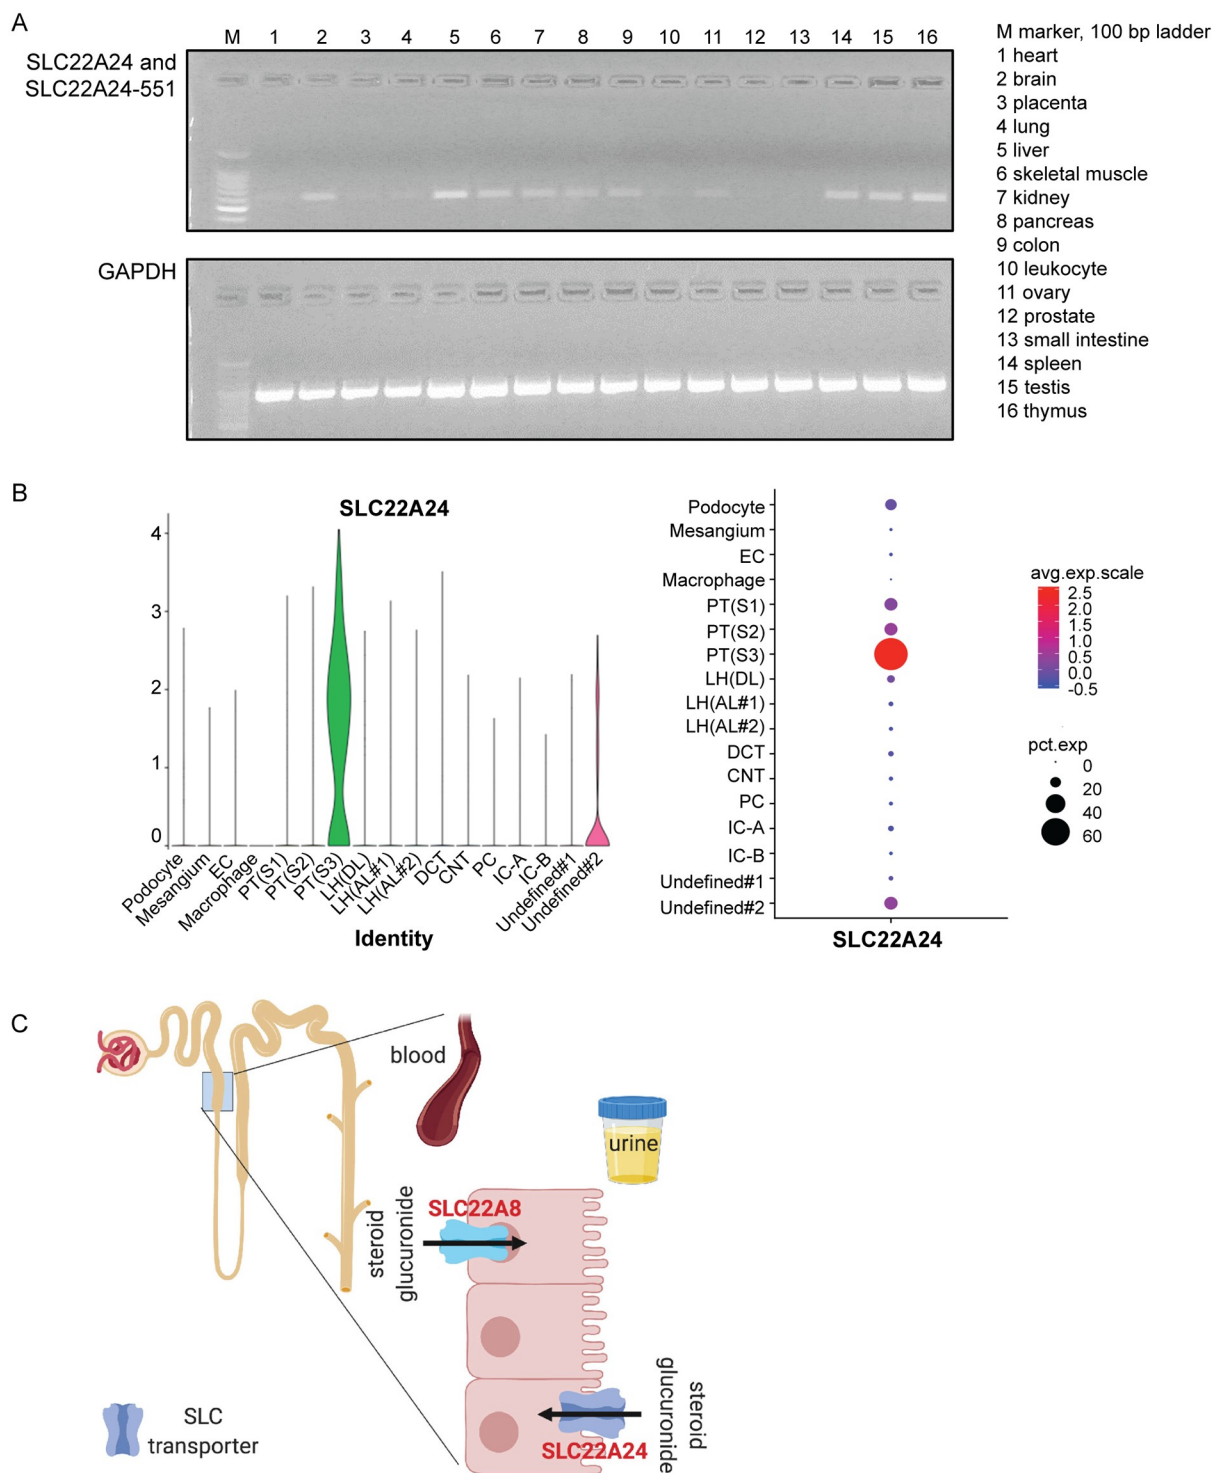 A
M 1 2 3 4 5 6 7 8 9 10 11 12 13 14 15 16
SLC22A24 and
SLC22A24-551
GAPDH
M marker, 100 bp ladder
1 heart
2 brain
3 placenta
4 lung
5 liver
6 skeletal muscle
7 kidney
8 pancreas
9 colon
10 leukocyte
11 ovary
12 prostate
13 small intestine
14 spleen
15 testis
16 thymus
B
SLC22A24
4
3
2
1
0
Podocyte
Mesangium
EC
Macrophage
PT(S1)
PT(S2)
PT(S3)
LH(DL)
LH(AL#1)
LH(AL#2)
DCT
CNT
PC
IC-A
IC-B
Undefined#1
Undefined#2
Identity
Podocyte
Mesangium
EC
Macrophage
PT(S1)
PT(S2)
PT(S3)
LH(DL)
LH(AL#1)
LH(AL#2)
DCT
CNT
PC
IC-A
IC-B
Undefined#1
Undefined#2
SLC22A24
avg.exp.scale
2.5
2.0
1.5
1.0
0.5
0.0
-0.5
pct.exp
0
20
40
60
C
blood
urine
steroid
glucuronide
SLC22A8
steroid
glucuronide
SLC22A24
SLC
transporter